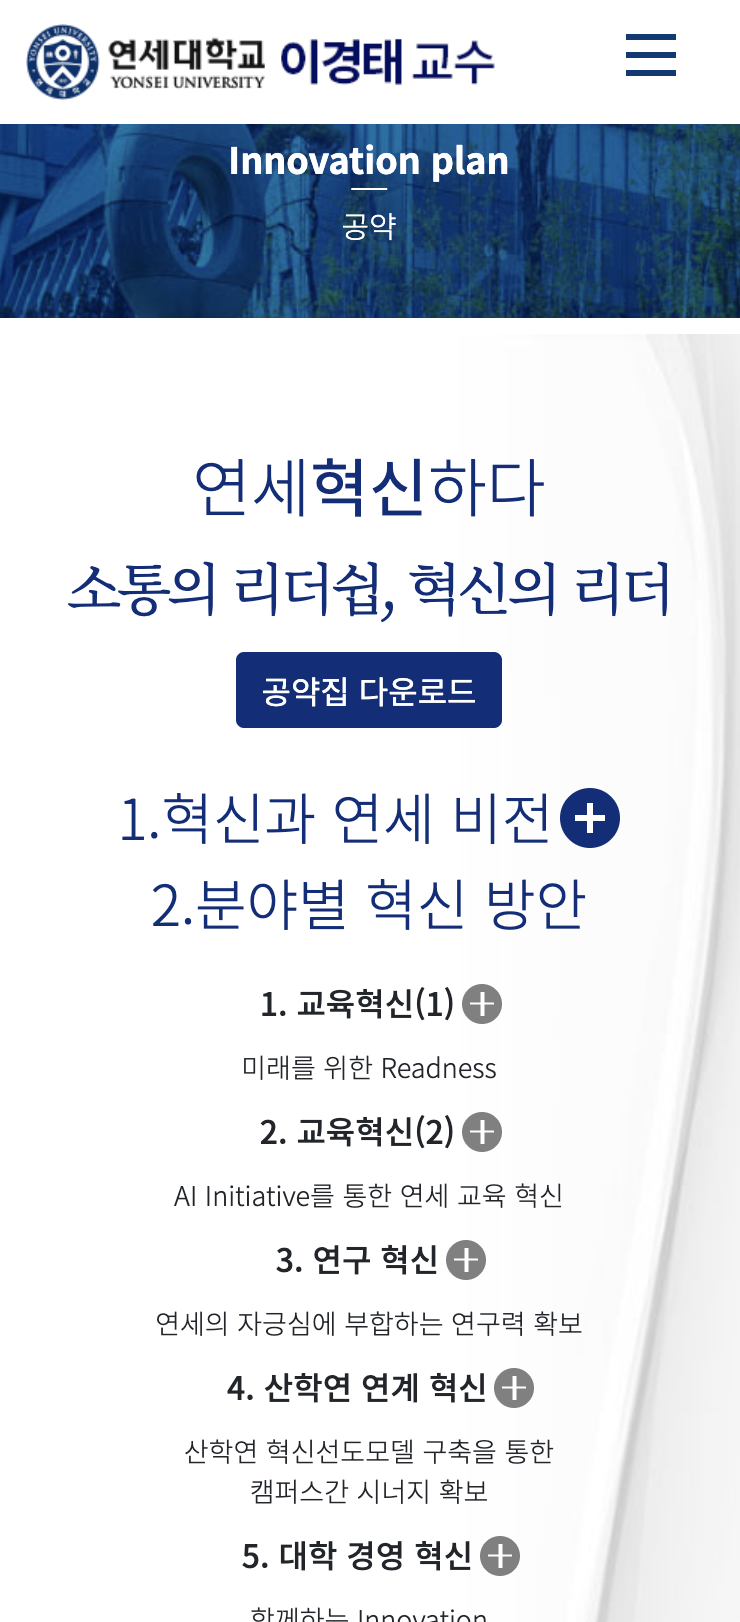 연세대학교 이경태 교수
YONSEI UNIVERSITY
Innovation plan
공약
연세혁신하다
소통의 리더쉽, 혁신의 리더
공약집 다운로드
1.혁신과 연세 비전
2.분야별 혁신 방안
1. 교육혁신(1)
미래를 위한 Readness
2. 교육혁신(2)
AI Initiative를 통한 연세 교육 혁신
3. 연구 혁신
연세의 자긍심에 부합하는 연구력 확보
4. 산학연 연계 혁신
산학연 혁신선도모델 구축을 통한
캠퍼스간 시너지 확보
5. 대학 경영 혁신
함께하는 Innovation